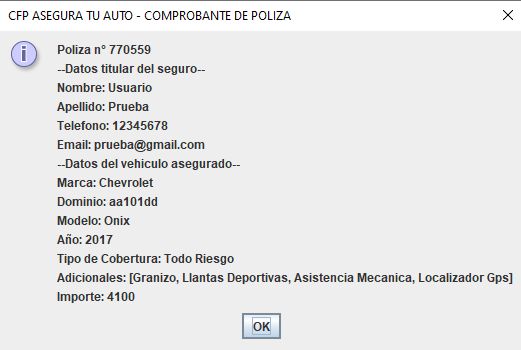 CFP ASEGURA TU AUTO - COMPROBANTE DE POLIZA
Poliza n° 770559
--Datos titular del seguro--
Nombre: Usuario
Apellido: Prueba
Telefono: 12345678
Email: prueba@gmail.com
--Datos del vehiculo asegurado--
Marca: Chevrolet
Dominio: aa101dd
Modelo: Onix
Año: 2017
Tipo de Cobertura: Todo Riesgo
Adicionales: [Granizo, Llantas Deportivas, Asistencia Mecanica, Localizador Gps]
Importe: 4100
OK